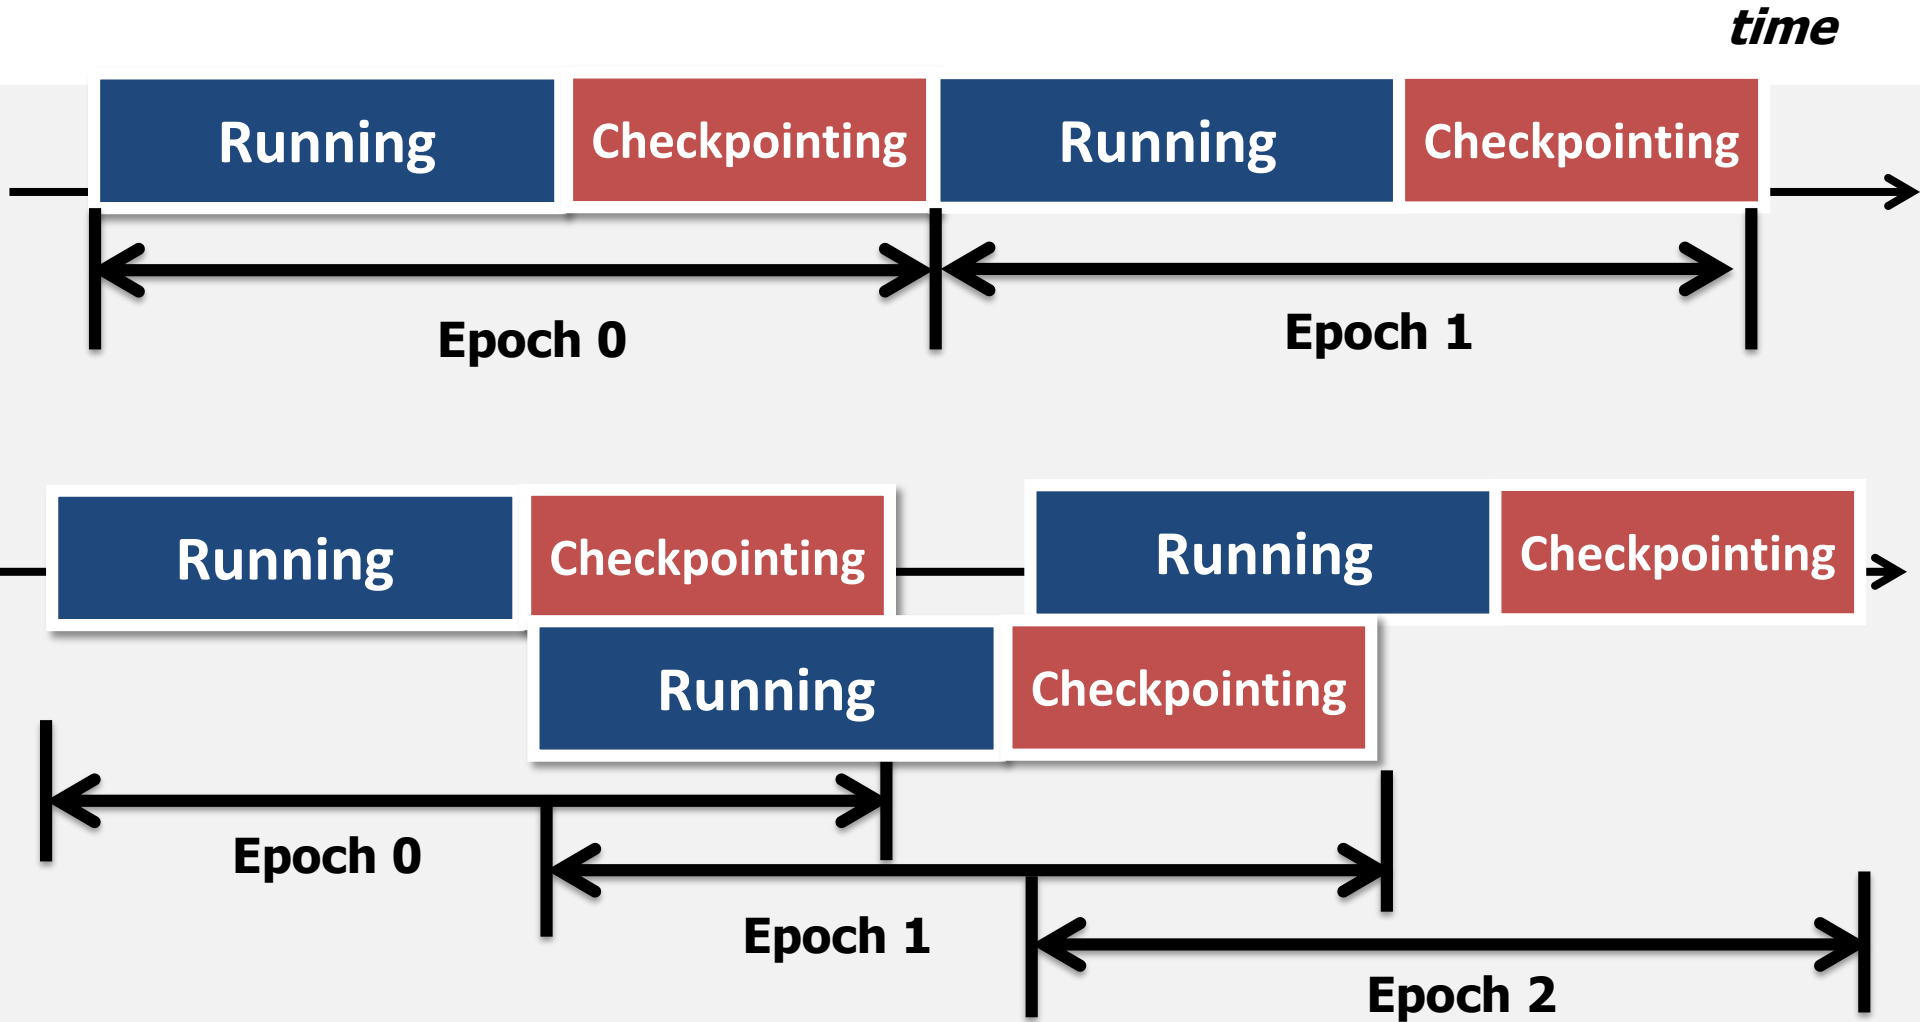 time
Running
Checkpointing
Running
Checkpointing
Epoch 0
Epoch 1
Running
Checkpointing
Running
Checkpointing
Running
Checkpointing
Epoch 0
Epoch 1
Epoch 2